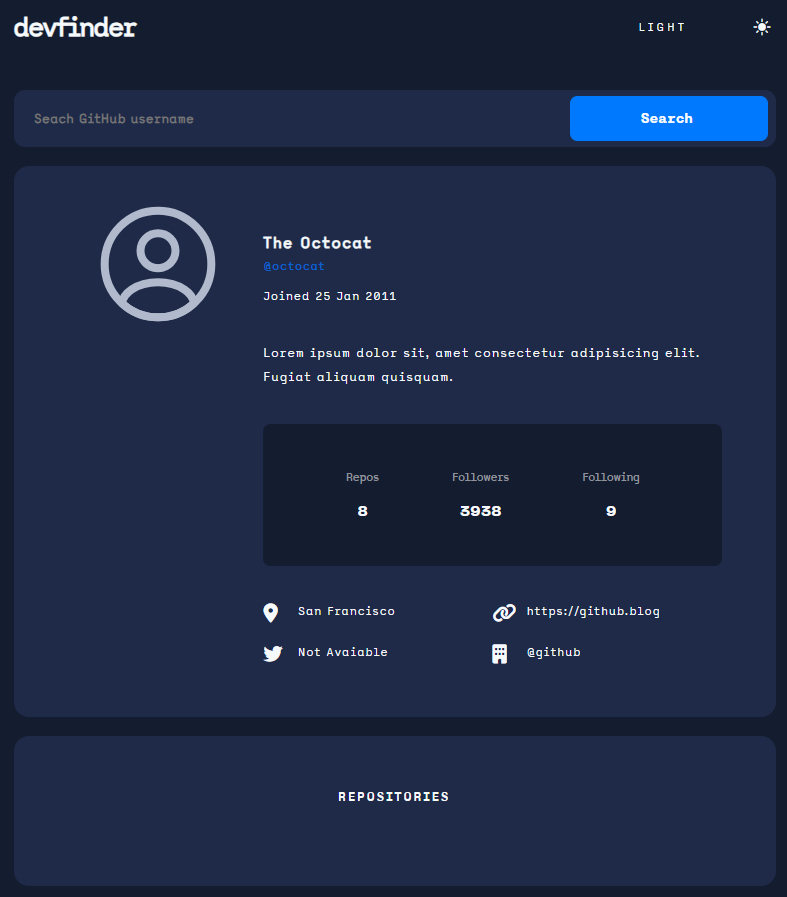 devfinder
LIGHT
Seach GitHub username
Search
The Octocat
@octocat
Joined 25 Jan 2011
Lorem ipsum dolor sit, amet consectetur adipisicing elit.
Fugiat aliquam quisquam.
Repos Followers Following
8 3938 9
San Francisco https://github.blog
Not Avaiable @github
REPOSITORIES